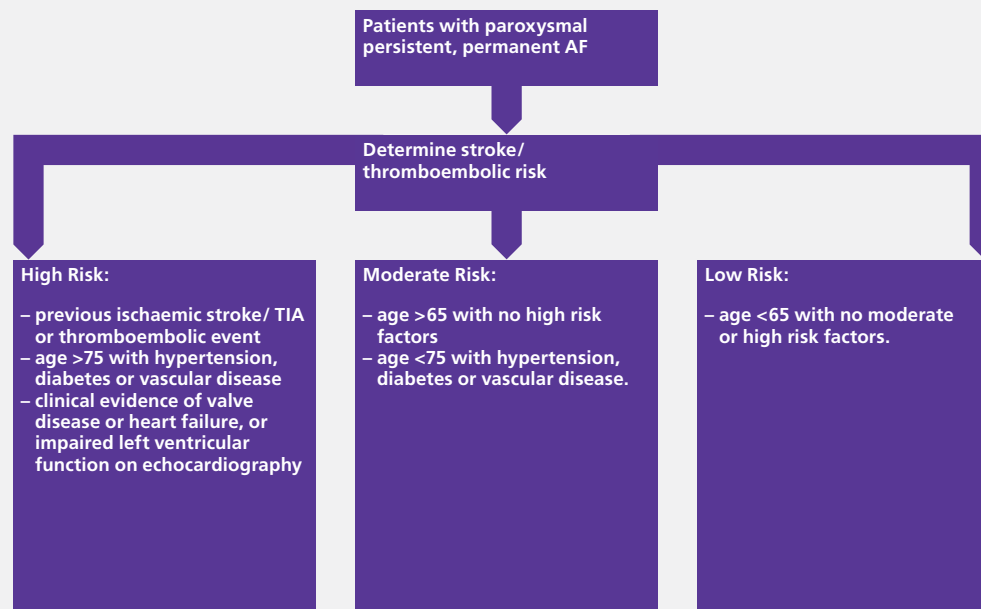 Patients with paroxysmal
persistent, permanent AF
Determine stroke/
thromboembolic risk
High Risk:
– previous ischaemic stroke/ TIA
or thromboembolic event
– age >75 with hypertension,
diabetes or vascular disease
– clinical evidence of valve
disease or heart failure, or
impaired left ventricular
function on echocardiography
Moderate Risk:
– age >65 with no high risk
factors
– age <75 with hypertension,
diabetes or vascular disease.
Low Risk:
– age <65 with no moderate
or high risk factors.